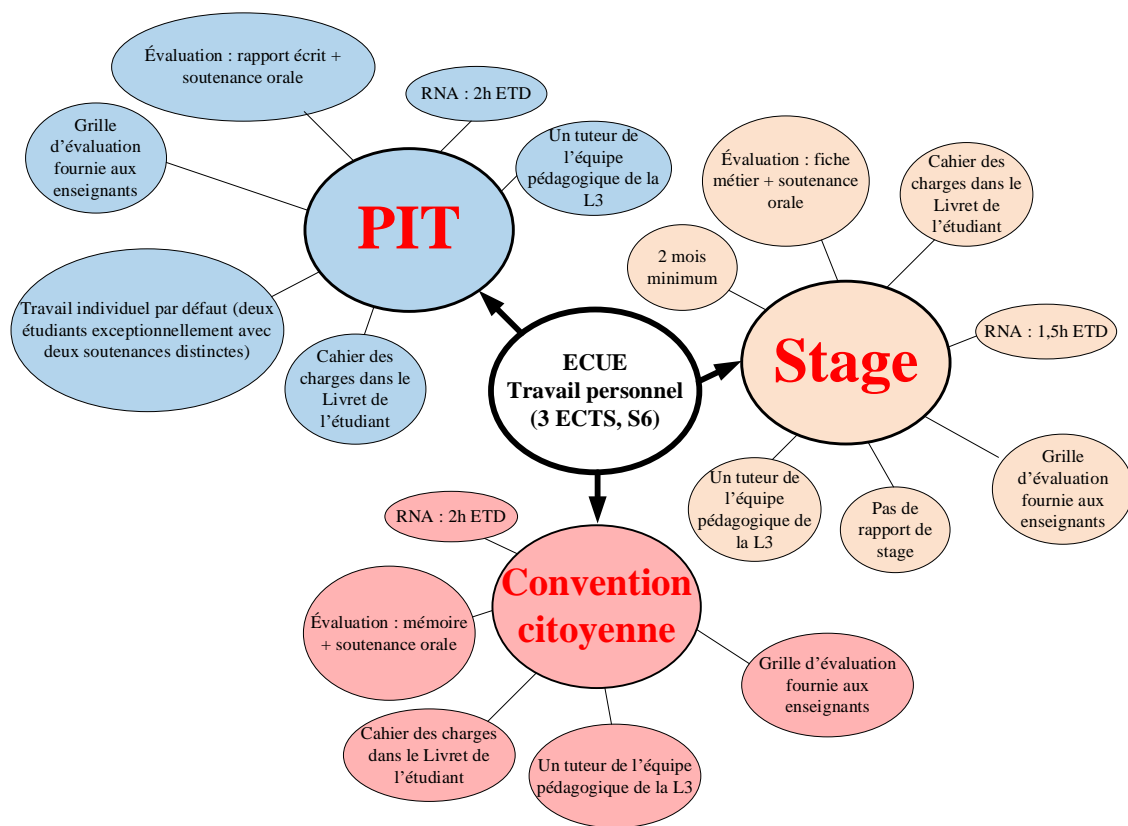 Évaluation : rapport écrit +
soutenance orale
RNA : 2h ETD
Grille
d’évaluation
fournie aux
enseignants
Un tuteur de
l’équipe
pédagogique de la
L3
PIT
Travail individuel par défaut (deux
étudiants exceptionnellement avec
deux soutenances distinctes)
Cahier des
charges dans le
Livret de
l’étudiant
ECUE
Travail personnel
(3 ECTS, S6)
Évaluation : fiche
métier + soutenance
orale
Cahier des
charges dans le
Livret de
l’étudiant
2 mois
minimum
RNA : 1,5h ETD
Stage
Un tuteur de
l’équipe
pédagogique de
la L3
Pas de
rapport de
stage
Grille
d’évaluation
fournie aux
enseignants
RNA : 2h ETD
Convention
citoyenne
Évaluation : mémoire
+ soutenance orale
Grille d’évaluation
fournie aux
enseignants
Cahier des charges
dans le Livret de
l’étudiant
Un tuteur de l’équipe
pédagogique de la L3